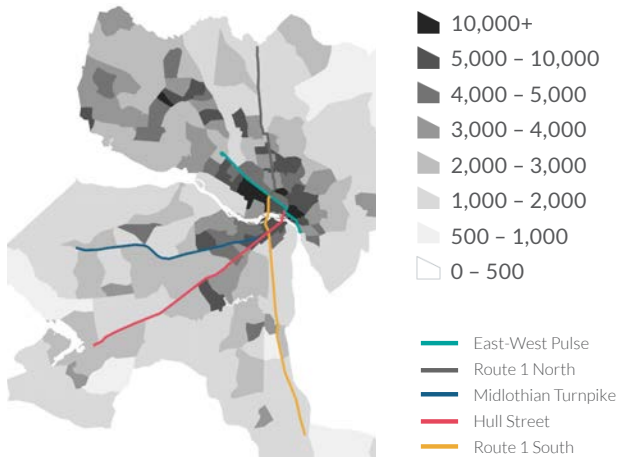 10,000+
5,000 – 10,000
4,000 – 5,000
3,000 – 4,000
2,000 – 3,000
1,000 – 2,000
500 – 1,000
0 – 500
East-West Pulse
Route 1 North
Midlothian Turnpike
Hull Street
Route 1 South